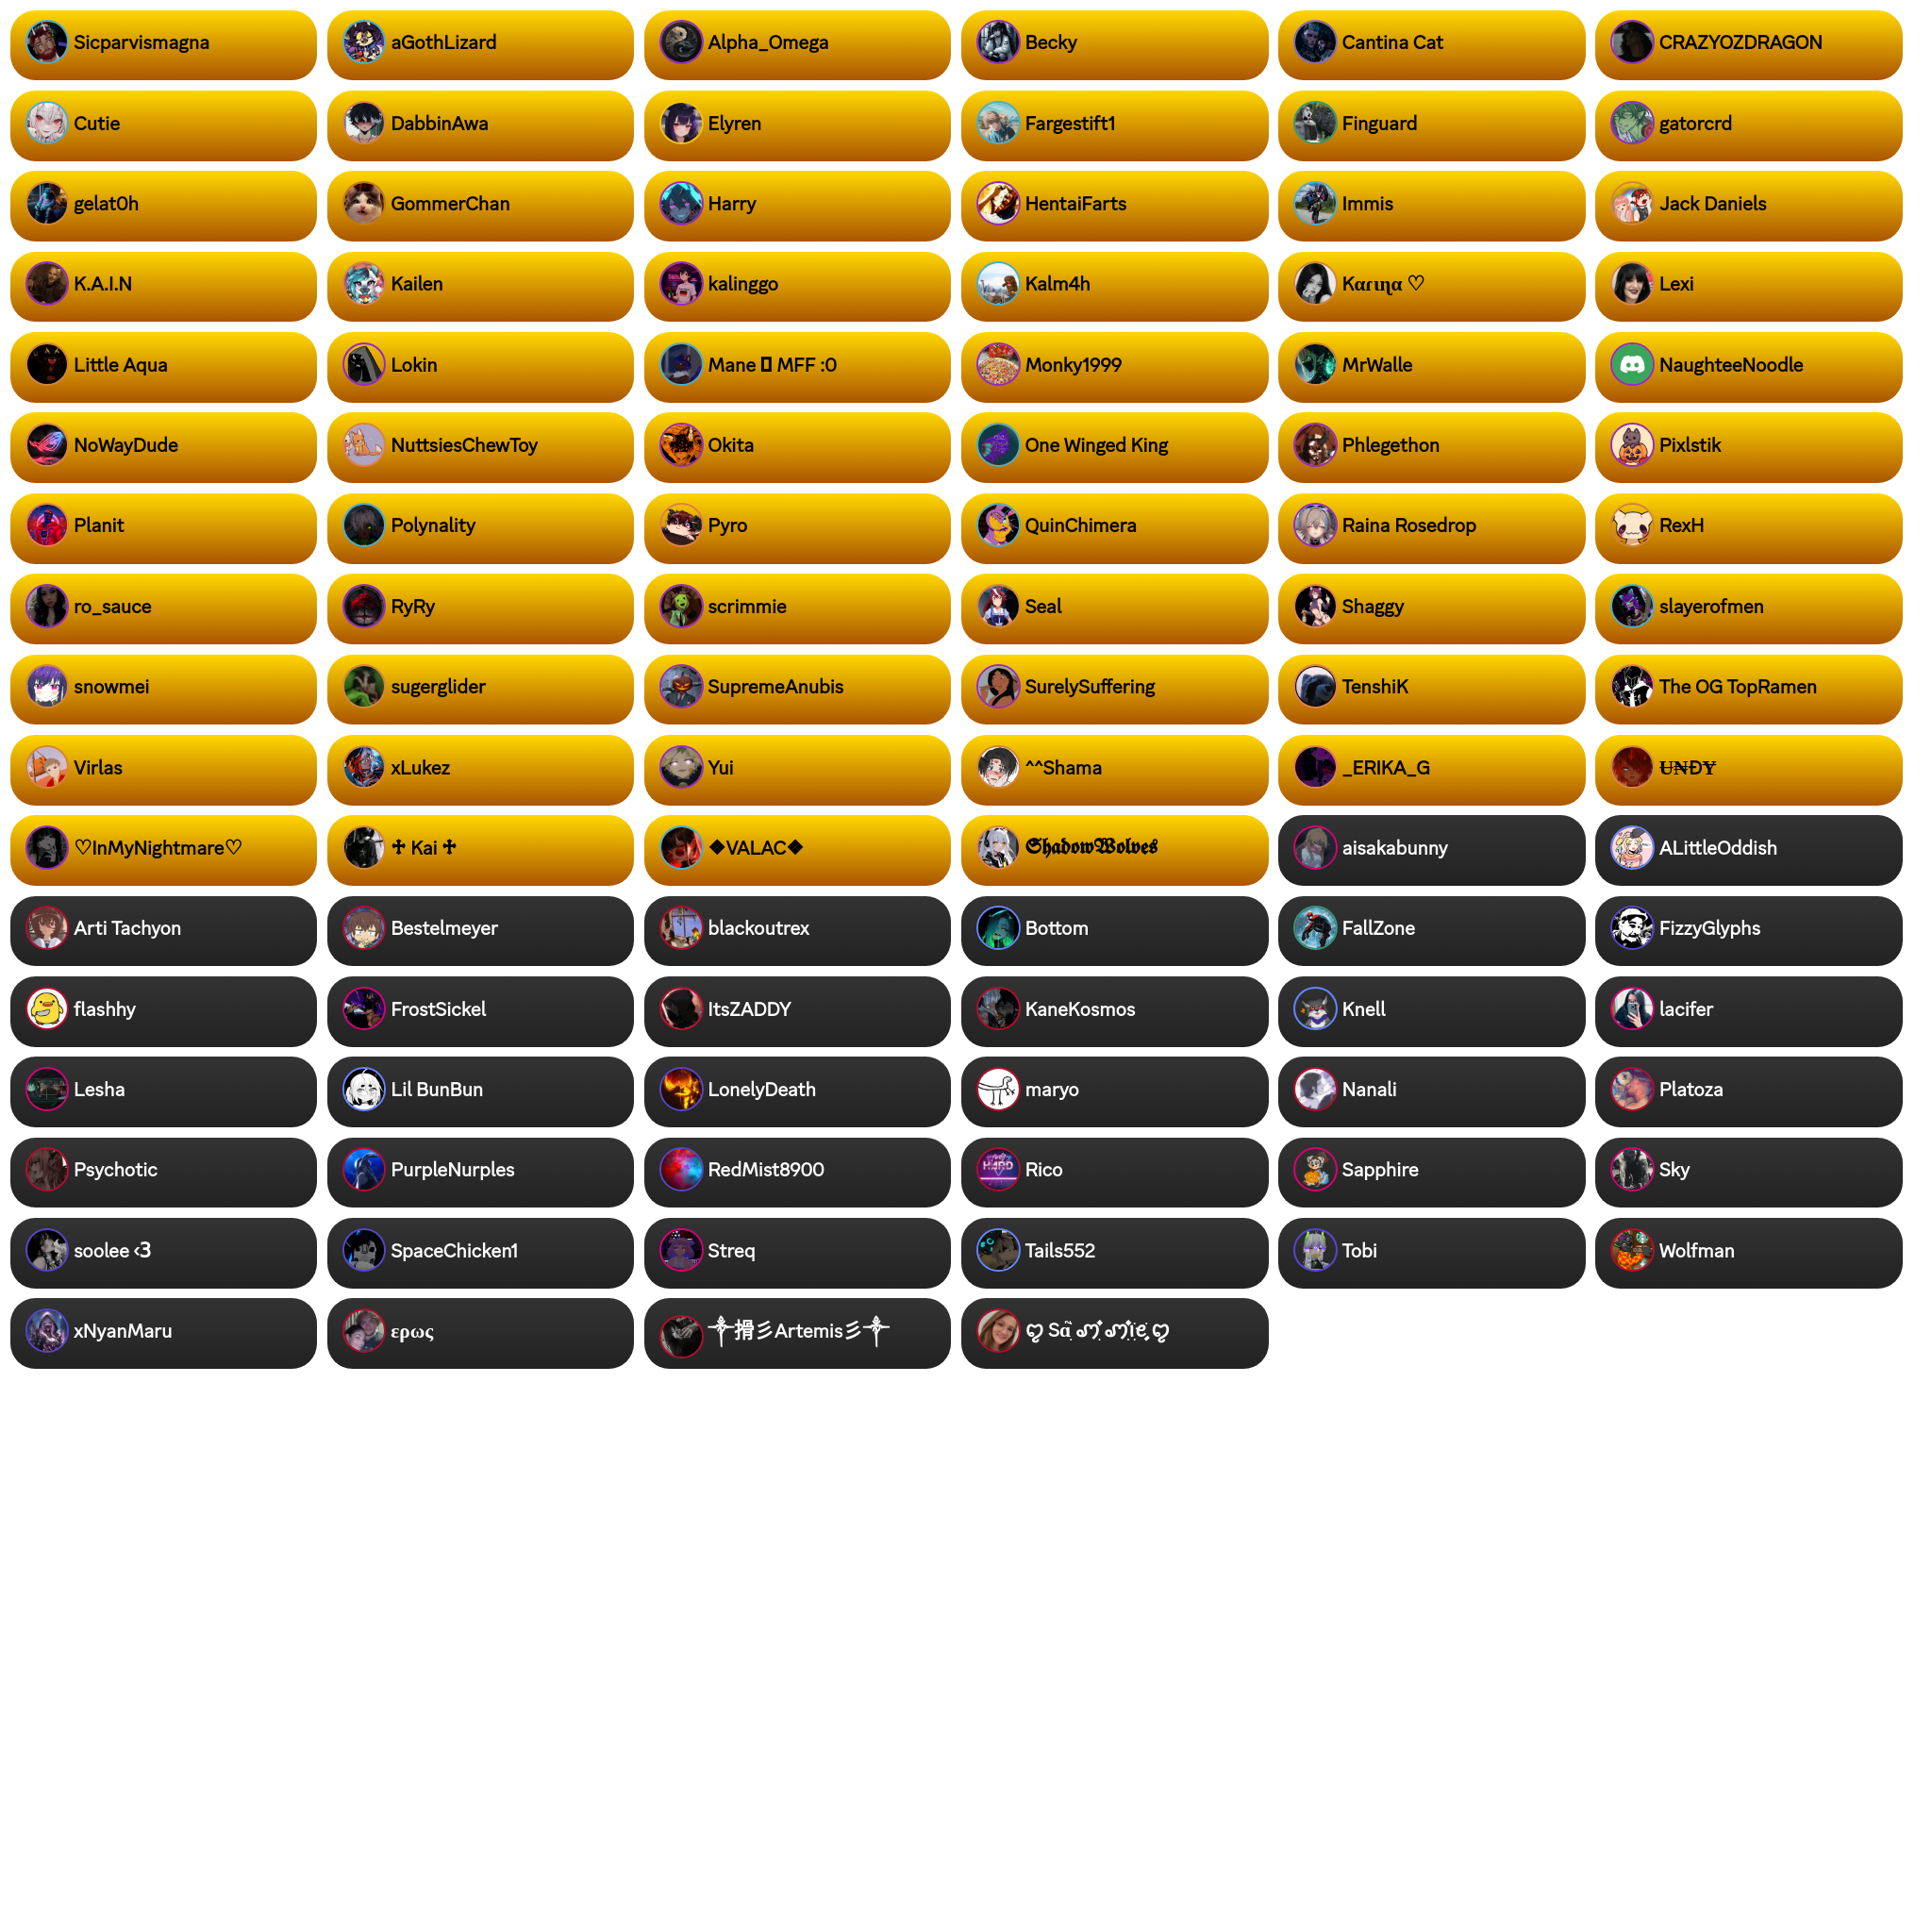 Sicparvismagna aGothLizard Alpha_Omega Becky Cantina Cat CRAZYOZDRAGON
Cutie DabbinAwa Elyren Fargestift1 Finguard gatorcrd
gelat0h GommerChan Harry HentaiFarts Immis Jack Daniels
K.A.I.N Kailen kalinggo Kalm4h Kαɾιɳα ♡ Lexi
Little Aqua Lokin Mane MFF :0 Monky1999 MrWalle NaughteeNoodle
NoWayDude NuttsiesChewToy Okita One Winged King Phlegethon Pixlstik
Planit Polynality Pyro QuinChimera Raina Rosedrop RexH
ro_sauce RyRy scrimmie Seal Shaggy slayerofmen
snowmei sugerglider SupremeAnubis SurelySuffering TenshiK The OG TopRamen
Virlas xLukez Yui ^^Shama _ERIKA_G Ʉ₦ĐɎ
♡InMyNightmare♡ ♰ Kai ♰ ❖VALAC❖ 𝕾𝖍𝖆𝖉𝖔𝖜𝖂𝖔𝖑𝖛𝖊𝖘 aisakabunny ALittleOddish
Arti Tachyon Bestelmeyer blackoutrex Bottom FallZone FizzyGlyphs
flashhy FrostSickel ItsZADDY KaneKosmos Knell lacifer
Lesha Lil BunBun LonelyDeath maryo Nanali Platoza
Psychotic PurpleNurples RedMist8900 Rico Sapphire Sky
soolee <3 SpaceChicken1 Streq Tails552 Tobi Wolfman
xNyanMaru ερως ༒搰彡Artemis彡༒